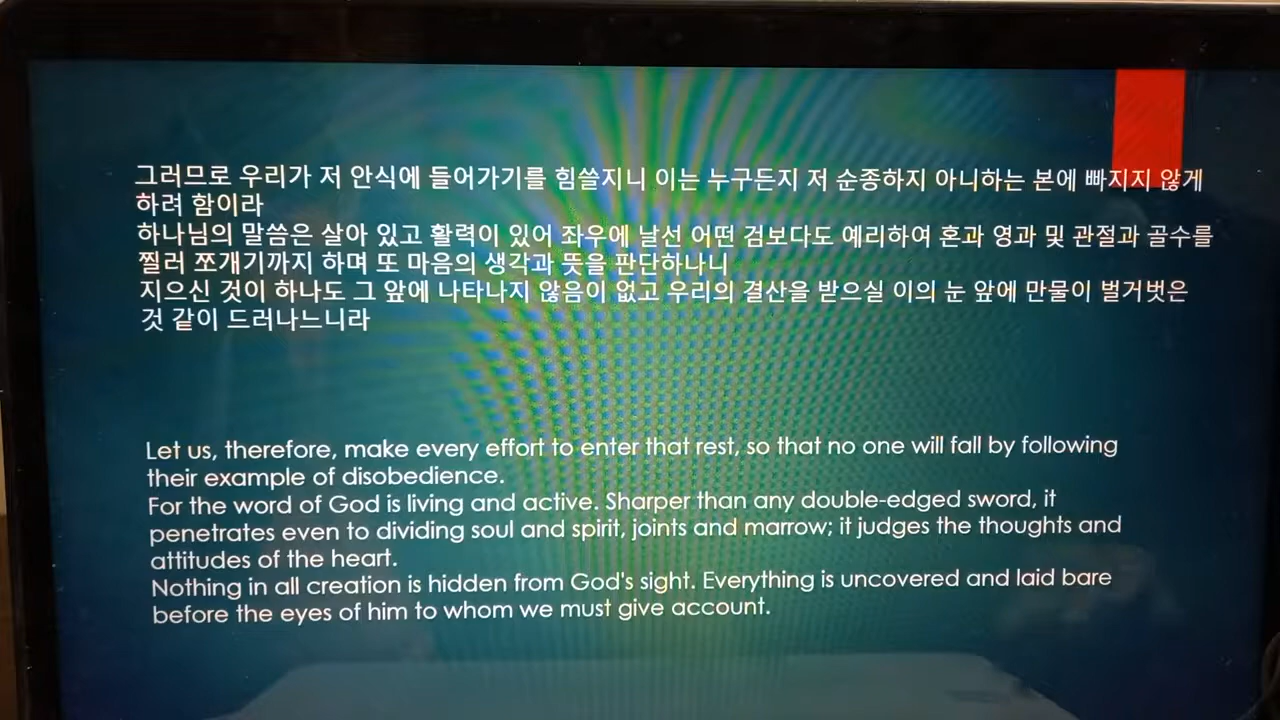 그러므로 우리가 저 안식에 들어가기를 힘쓸지니 이는 누구든지 저 순종하지 아니하는 본에 빠지지 않게
하려 함이라
하나님의 말씀은 살아 있고 활력이 있어 좌우에 날선 어떤 검보다도 예리하여 혼과 영과 및 관절과 골수를
찔러 쪼개기까지 하며 또 마음의 생각과 뜻을 판단하나니
지으신 것이 하나도 그 앞에 나타나지 않음이 없고 우리의 결산을 받으실 이의 눈 앞에 만물이 벌거벗은
것 같이 드러나느니라
Let us, therefore, make every effort to enter that rest, so that no one will fall by following
their example of disobedience.
For the word of God is living and active. Sharper than any double-edged sword, it
penetrates even to dividing soul and spirit, joints and marrow; it judges the thoughts and
attitudes of the heart.
Nothing in all creation is hidden from God's sight. Everything is uncovered and laid bare
before the eyes of him to whom we must give account.